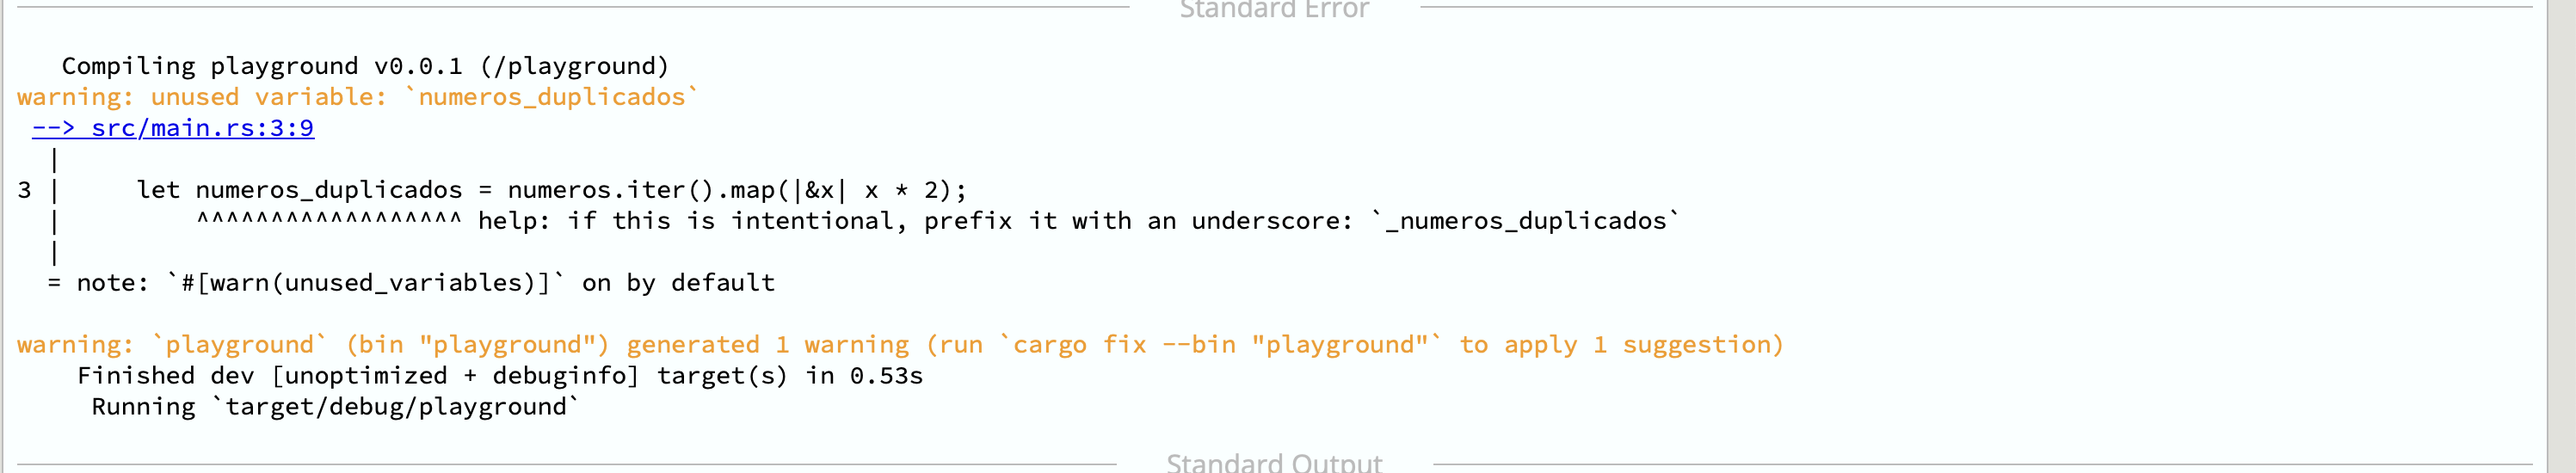 Standard Error
Compiling playground v0.0.1 (/playground)
warning: unused variable: `numeros_duplicados`
--> src/main.rs:3:9
|
3 | let numeros_duplicados = numeros.iter().map(|&x| x * 2);
| ^^^^^^^^^^^^^^^^^^ help: if this is intentional, prefix it with an underscore: `_numeros_duplicados`
|
= note: `#[warn(unused_variables)]` on by default
warning: `playground` (bin "playground") generated 1 warning (run `cargo fix --bin "playground"` to apply 1 suggestion)
Finished dev [unoptimized + debuginfo] target(s) in 0.53s
Running `target/debug/playground`
Standard Output